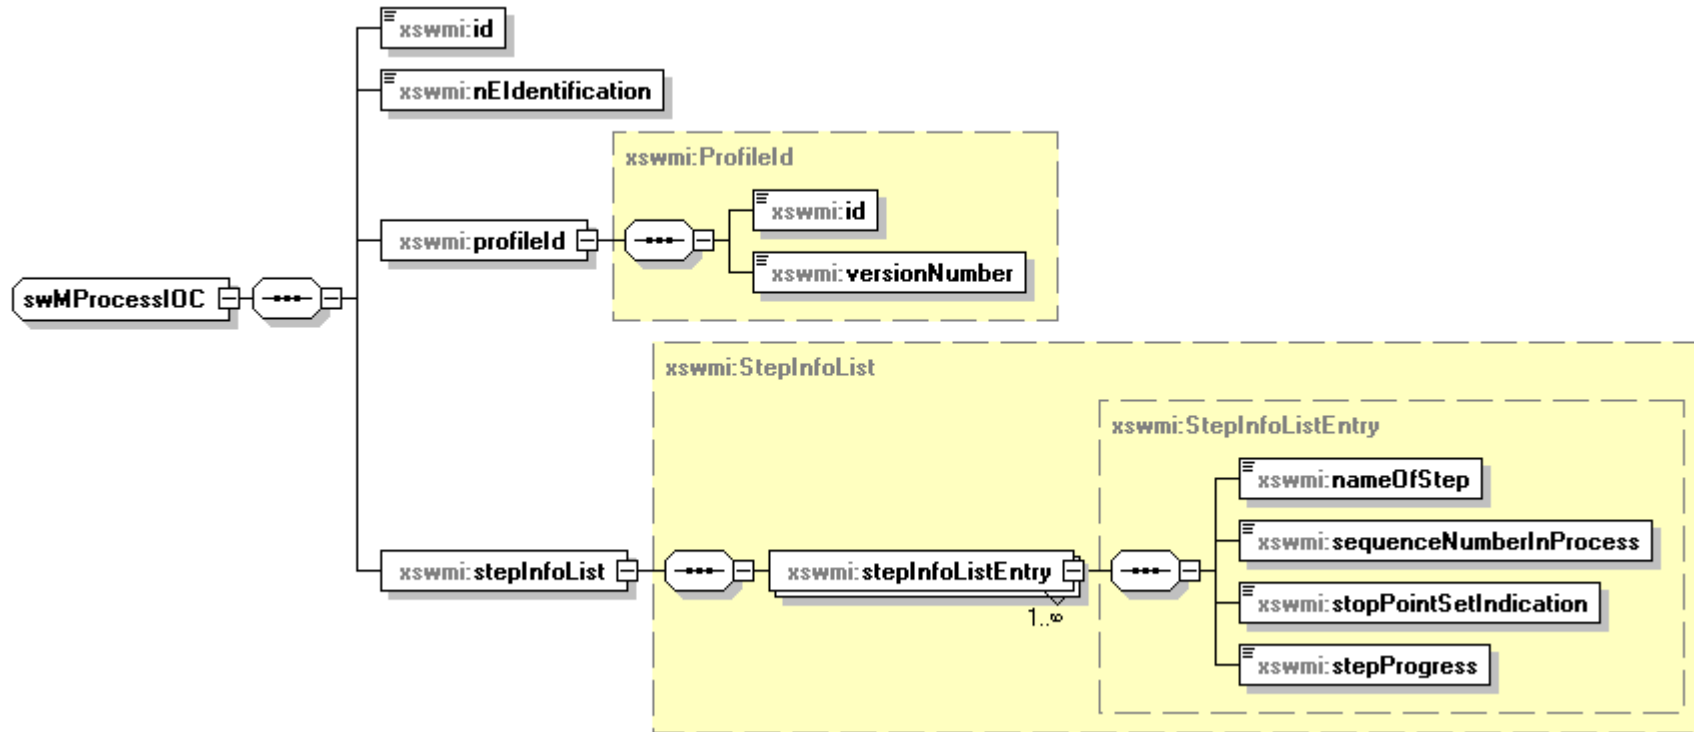 xswmi:id
xswmi:nEIdentification
xswmi:ProfileId
xswmi:id
xswmi:profileId
xswmi:versionNumber
swMProcessIOC
xswmi:StepInfoList
xswmi:StepInfoListEntry
xswmi:nameOfStep
xswmi:sequenceNumberInProcess
xswmi:stepInfoList
xswmi:stepInfoListEntry
1..∞
xswmi:stopPointSetIndication
xswmi:stepProgress